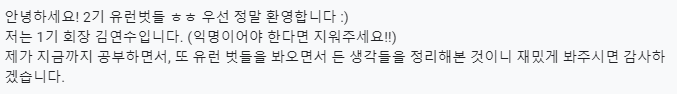 안녕하세요! 2기 유런벗들 ㅎㅎ 우선 정말 환영합니다 :)
저는 1기 회장 김연수입니다. (익명이어야 한다면 지워주세요!!)
제가 지금까지 공부하면서, 또 유런 벗들을 봐오면서 든 생각들을 정리해본 것이니 재밌게 봐주시면 감사하
겠습니다.